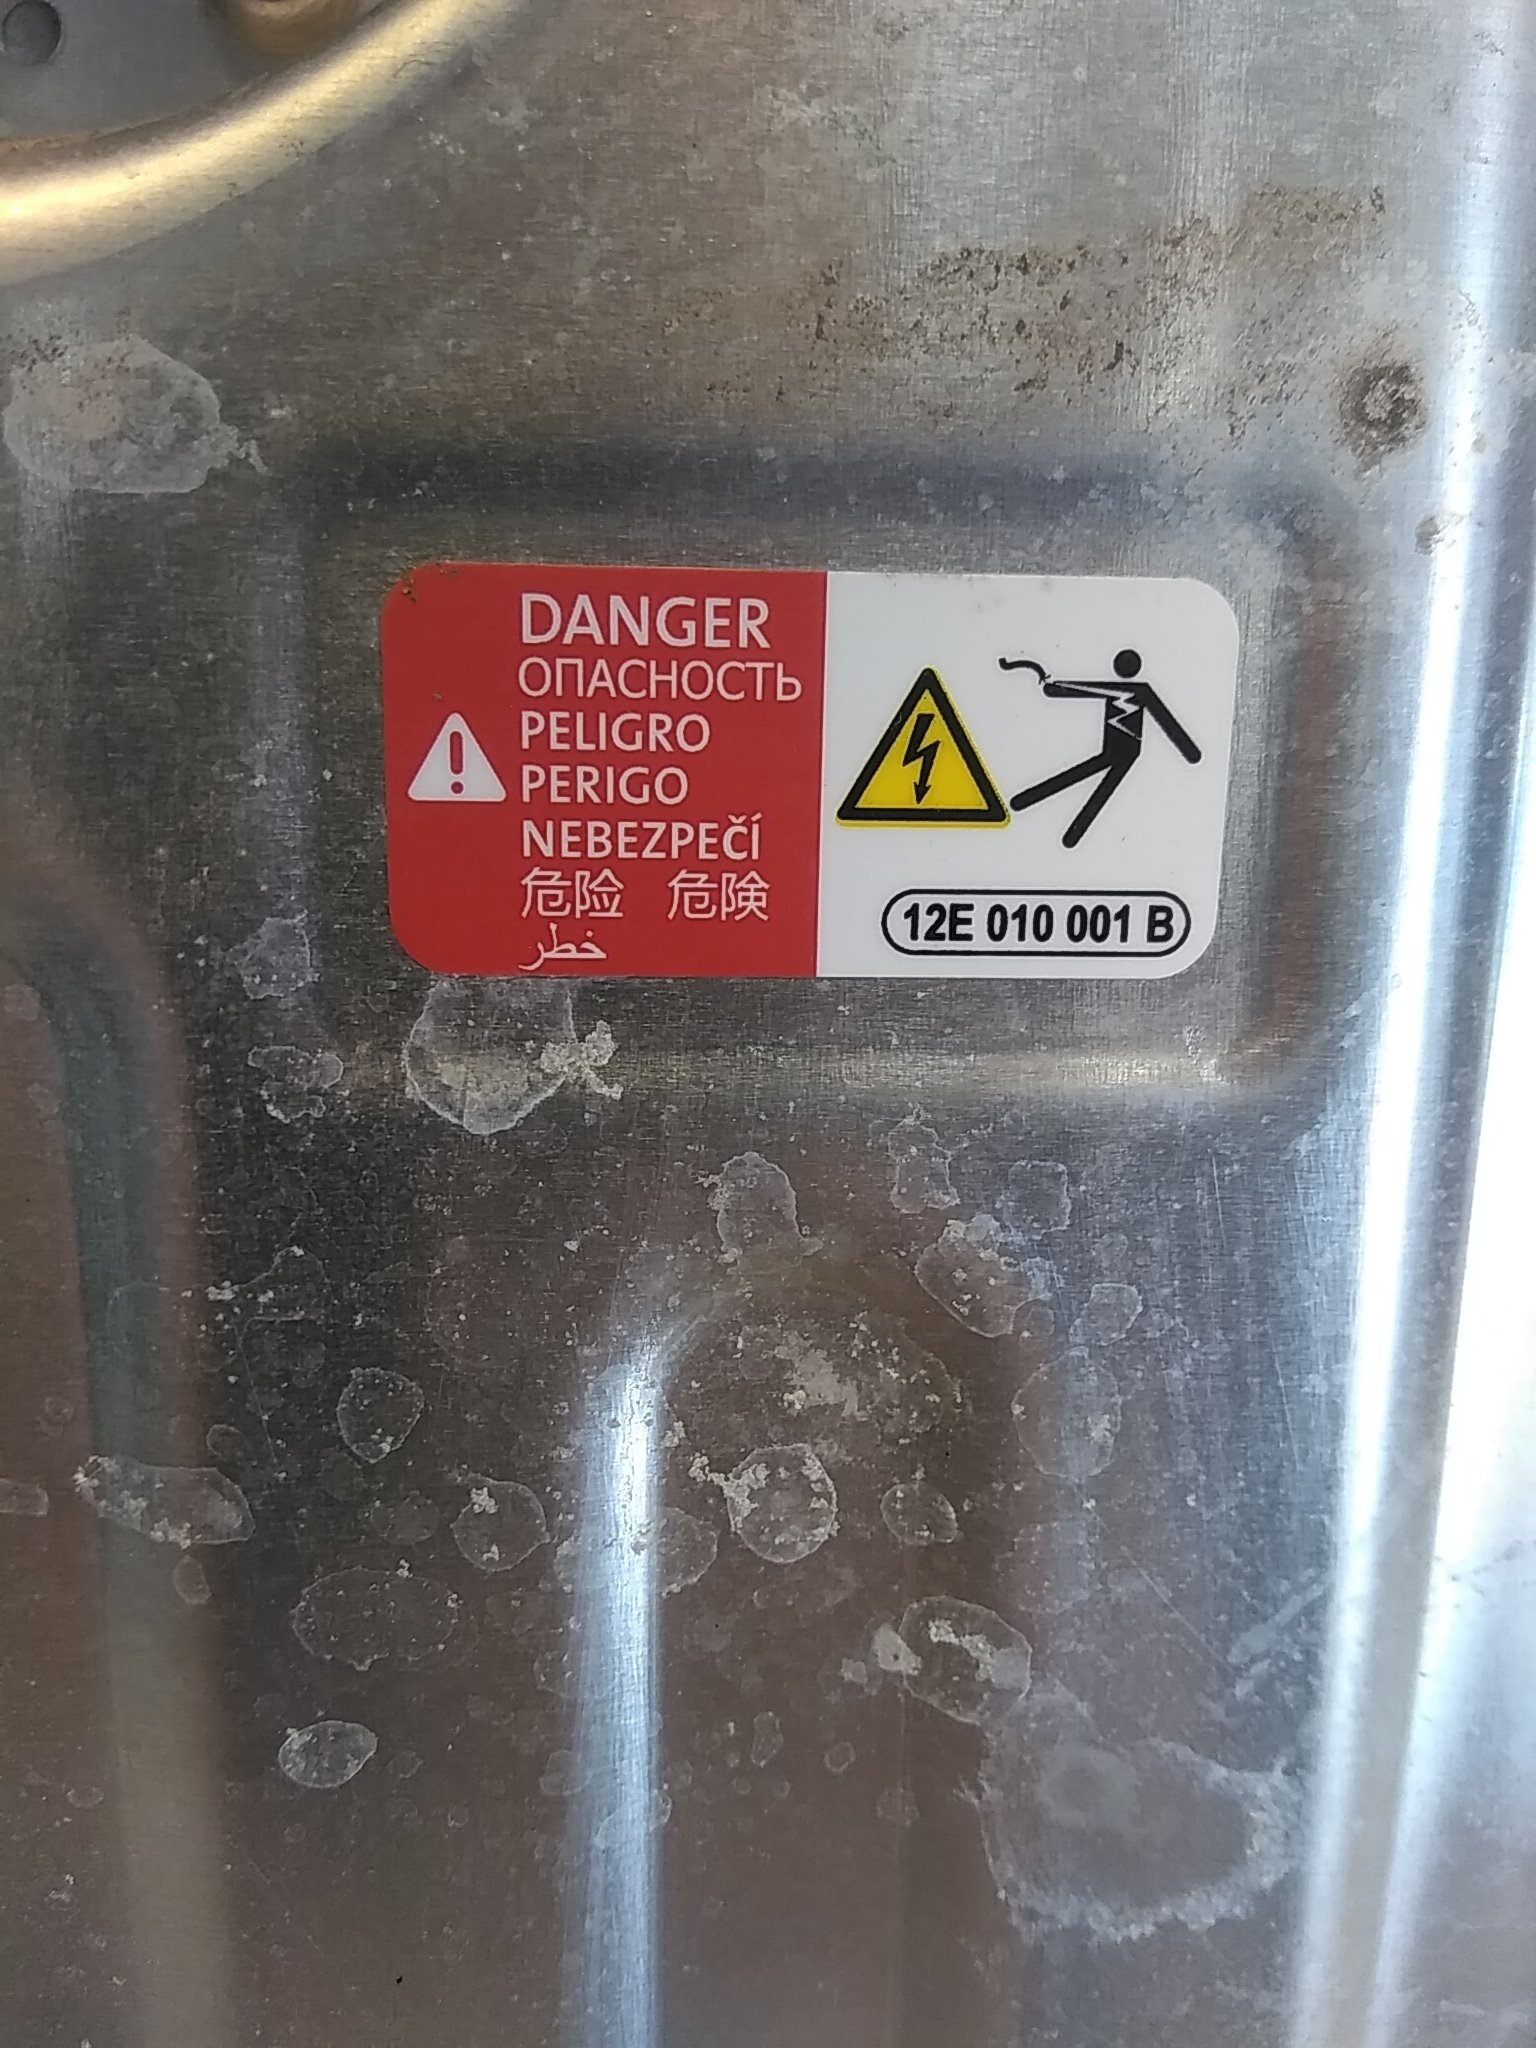 DANGER
ОПАСНОСТЬ
PELIGRO
PERIGO
NEBEZPEČÍ
危险 危険
خطر
12E 010 001 B